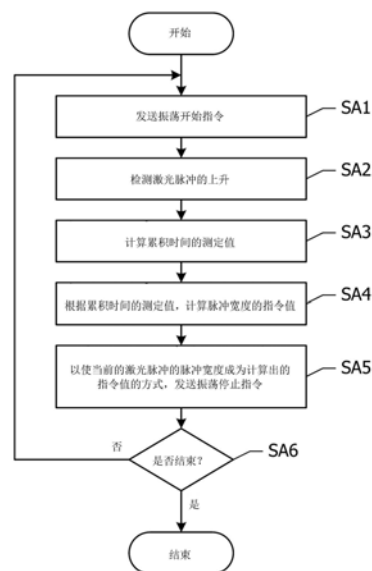 开始
发送振荡开始指令
SA1
检测激光脉冲的上升
SA2
计算累积时间的测定值
SA3
根据累积时间的测定值，计算脉冲宽度的指令值
SA4
以使当前的激光脉冲的脉冲宽度成为计算出的
指令值的方式，发送振荡停止指令
SA5
否
是否结束？
SA6
是
结束